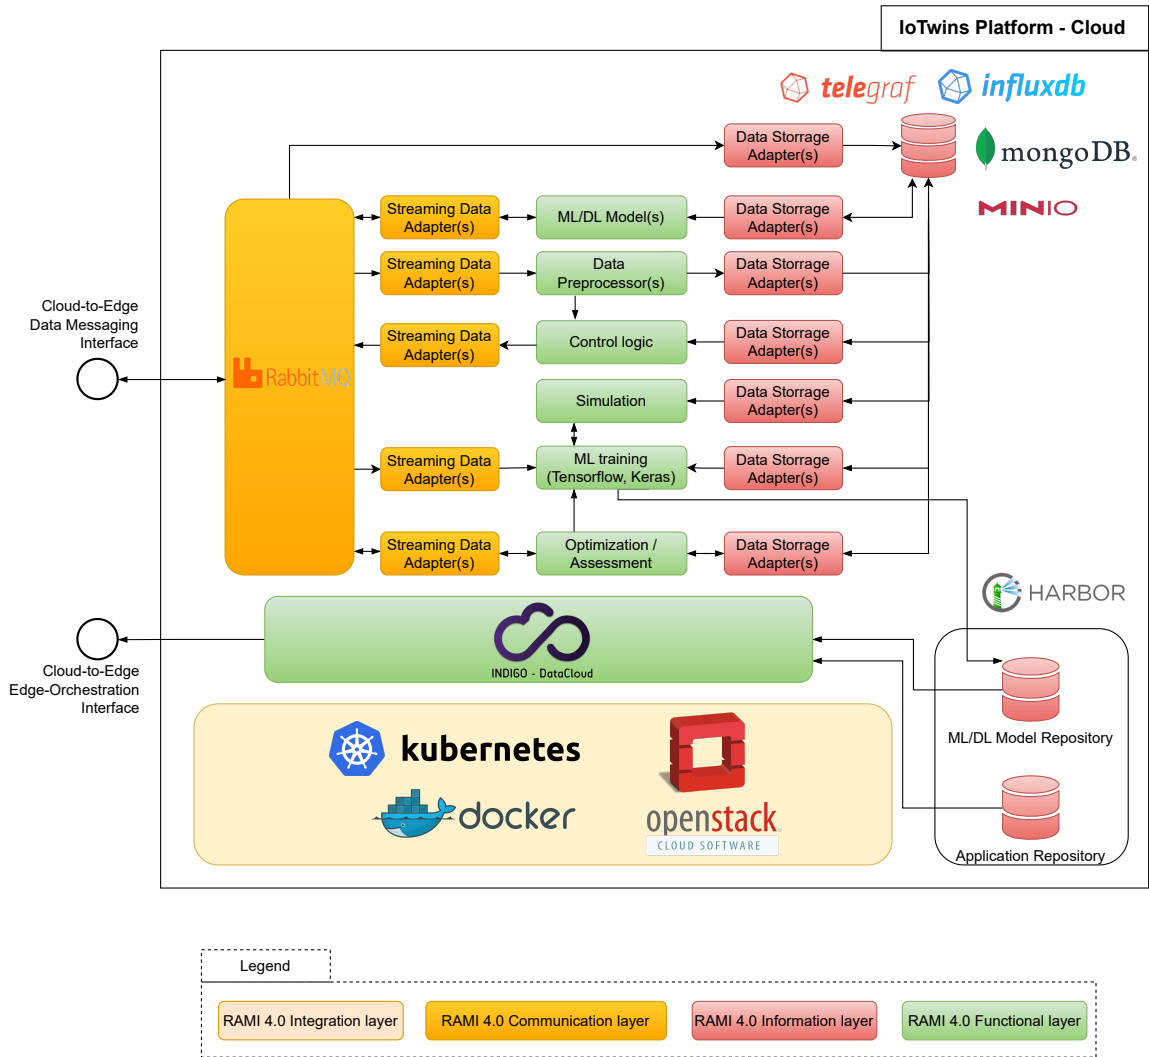 IoTwins Platform - Cloud
telegraf
influxdb
mongoDB®
MINIO
Data Storrage
Adapter(s)
Streaming Data
Adapter(s)
ML/DL Model(s)
Data Storrage
Adapter(s)
Streaming Data
Adapter(s)
Data
Preprocessor(s)
Data Storrage
Adapter(s)
Cloud-to-Edge
Data Messaging
Interface
RabbitMQ
Streaming Data
Adapter(s)
Control logic
Data Storrage
Adapter(s)
Simulation
Data Storrage
Adapter(s)
Streaming Data
Adapter(s)
ML training
(Tensorflow, Keras)
Data Storrage
Adapter(s)
Streaming Data
Adapter(s)
Optimization /
Assessment
Data Storrage
Adapter(s)
HARBOR
Cloud-to-Edge
Edge-Orchestration
Interface
INDIGO - DataCloud
ML/DL Model Repository
Application Repository
kubernetes
docker
openstack.
CLOUD SOFTWARE
Legend
RAMI 4.0 Integration layer
RAMI 4.0 Communication layer
RAMI 4.0 Information layer
RAMI 4.0 Functional layer